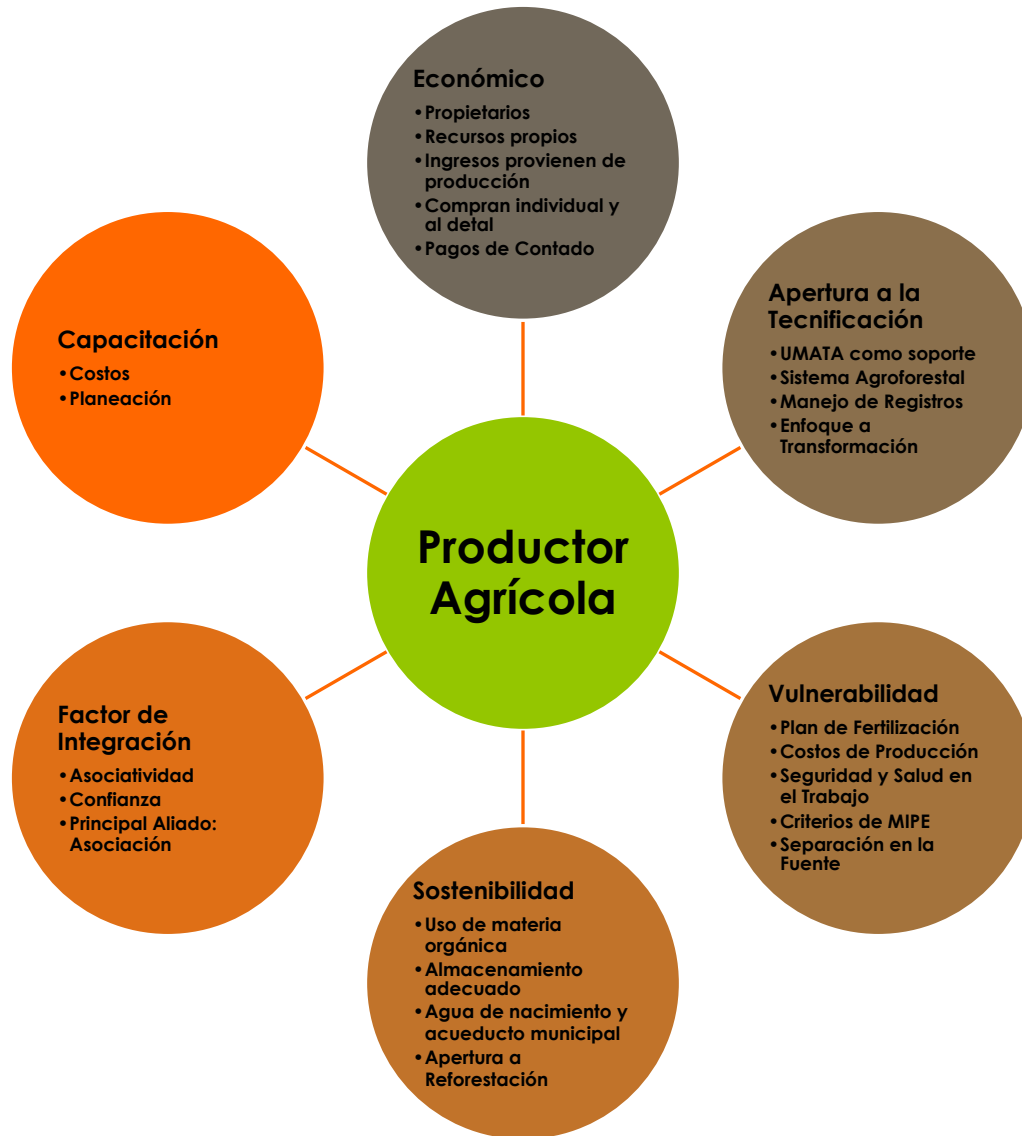 Económico
•Propietarios
•Recursos propios
•Ingresos provienen de
producción
•Compran individual y
al detal
•Pagos de Contado
Apertura a la
Tecnificación
•UMATA como soporte
•Sistema Agroforestal
•Manejo de Registros
•Enfoque a
Transformación
Vulnerabilidad
•Plan de Fertilización
•Costos de Producción
•Seguridad y Salud en
el Trabajo
•Criterios de MIPE
•Separación en la
Fuente
Sostenibilidad
•Uso de materia
orgánica
•Almacenamiento
adecuado
•Agua de nacimiento y
acueducto municipal
•Apertura a
Reforestación
Factor de
Integración
•Asociatividad
•Confianza
•Principal Aliado:
Asociación
Capacitación
•Costos
•Planeación
Productor
Agrícola